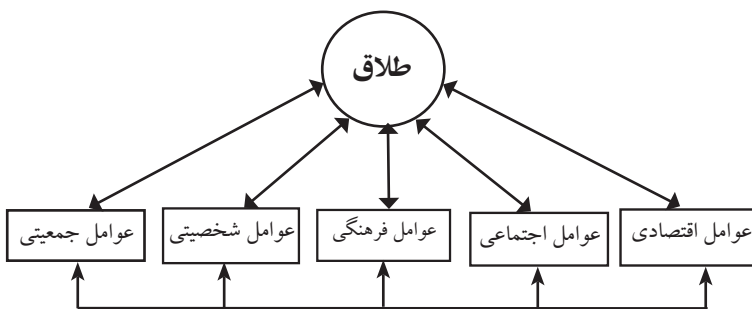 طلاق
عوامل اقتصادی
عوامل اجتماعی
عوامل فرهنگی
عوامل شخصیتی
عوامل جمعیتی